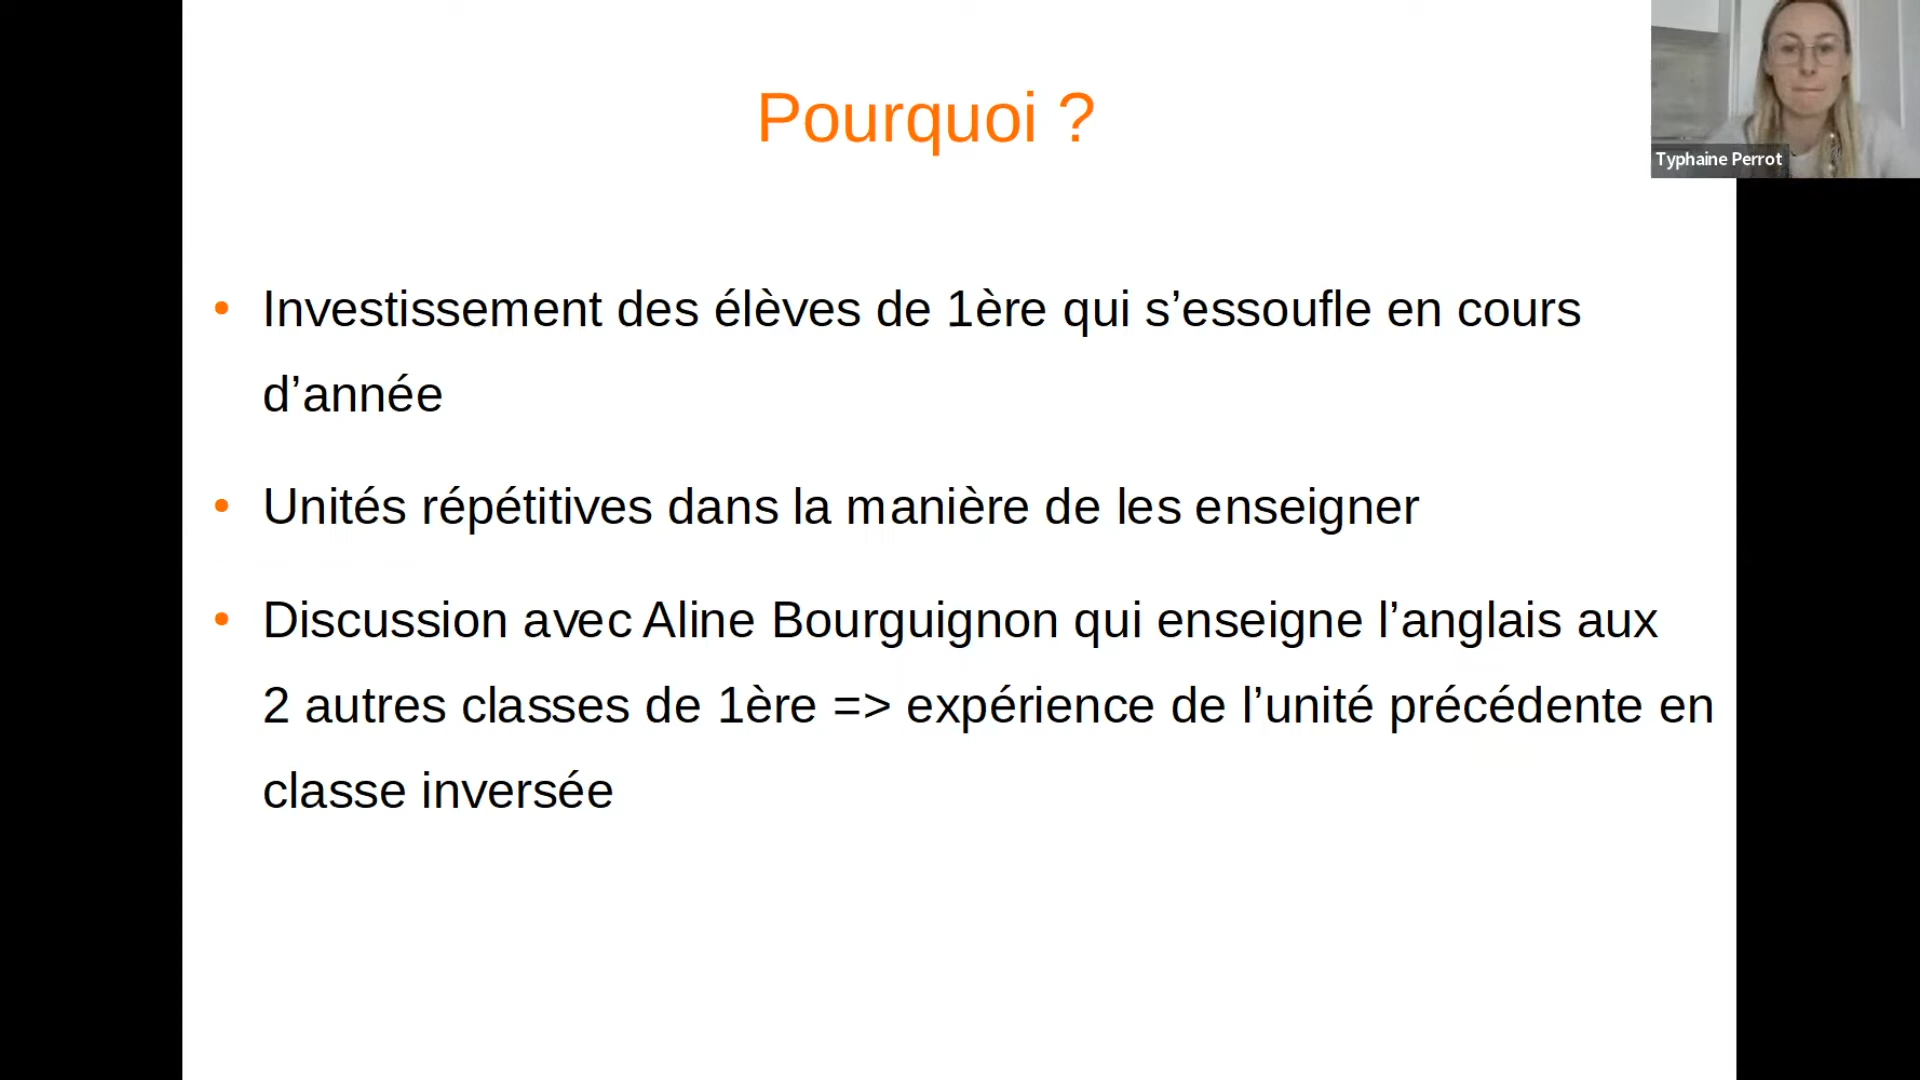 Pourquoi ?
Typhaine Perrot
• Investissement des élèves de 1ère qui s’essoufle en cours
d’année
• Unités répétitives dans la manière de les enseigner
• Discussion avec Aline Bourguignon qui enseigne l’anglais aux
2 autres classes de 1ère => expérience de l’unité précédente en
classe inversée